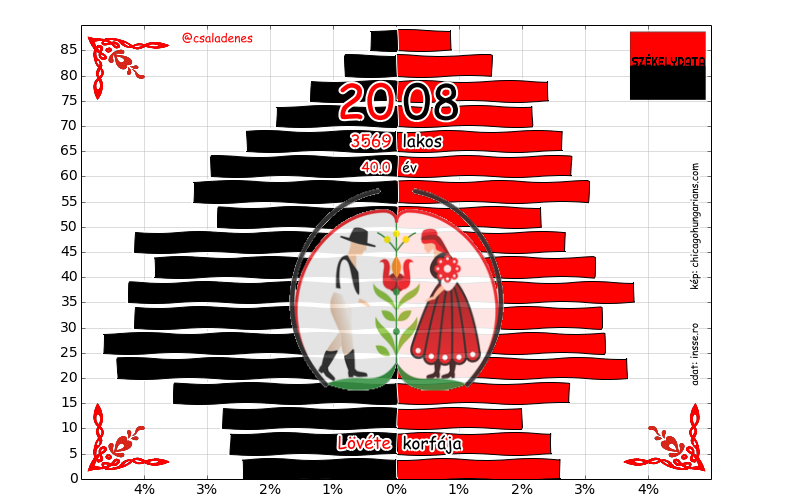 @csaladenes
SZÉKELYDATA
2008
3569 lakos
40.0 év
kép: chicagohungarians.com
adat: insse.ro
Lövéte korfája
85
80
75
70
65
60
55
50
45
40
35
30
25
20
15
10
5
0
4% 3% 2% 1% 0% 1% 2% 3% 4%